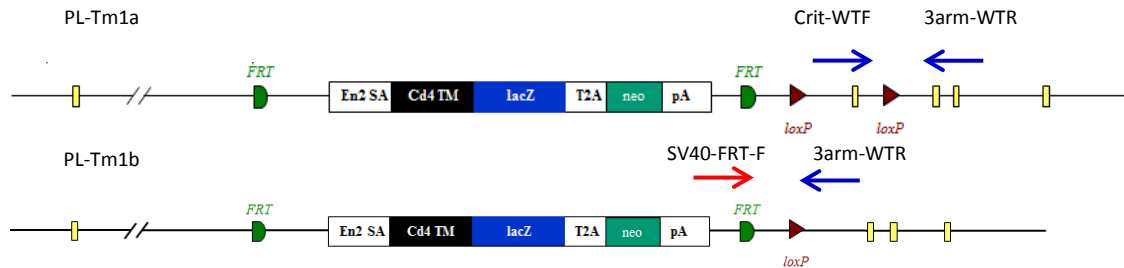 PL-Tm1a
Crit-WTF 3arm-WTR
FRT FRT
En2 SA Cd4 TM lacZ T2A neo pA
loxP loxP
PL-Tm1b
SV40-FRT-F 3arm-WTR
FRT FRT
En2 SA Cd4 TM lacZ T2A neo pA
loxP